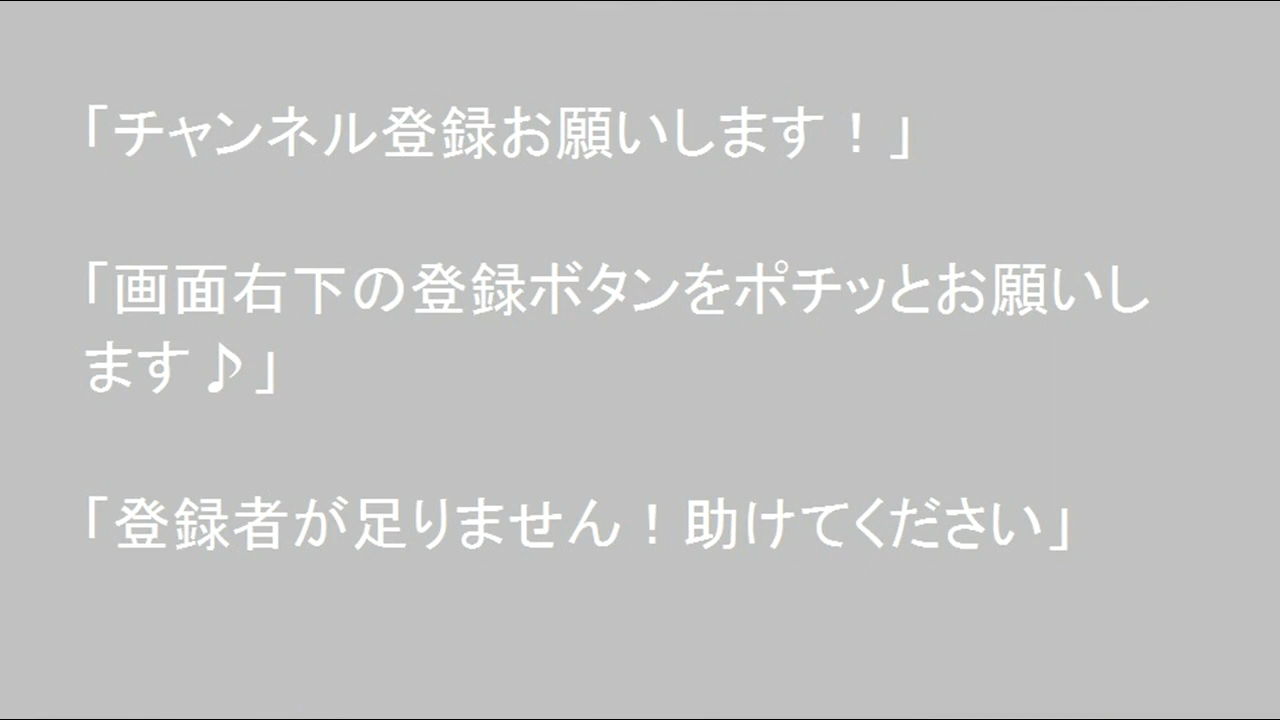 「チャンネル登録お願いします！」
「画面右下の登録ボタンをポチッとお願いし
ます♪」
「登録者が足りません！助けてください」